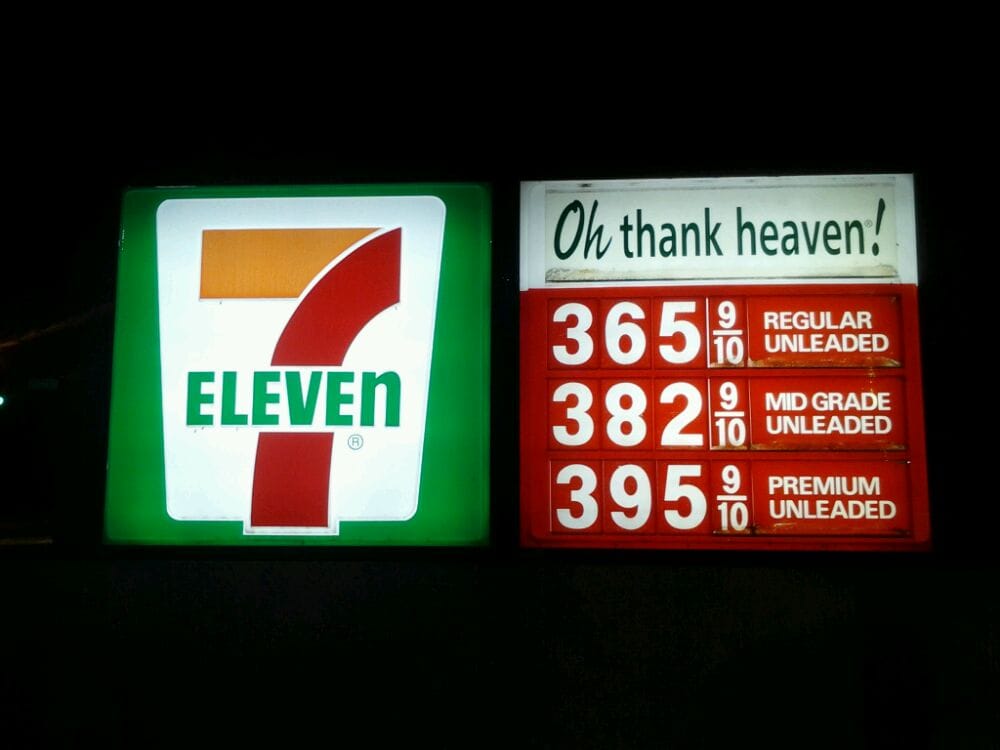 7
ELEVEn
®
Oh thank heaven®!
365 9/10 REGULAR UNLEADED
382 9/10 MID GRADE UNLEADED
395 9/10 PREMIUM UNLEADED